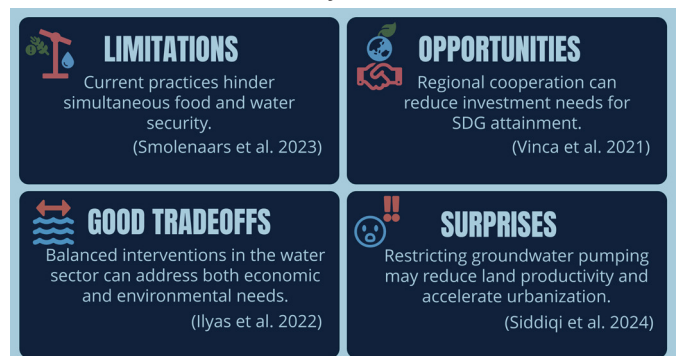 LIMITATIONS
Current practices hinder
simultaneous food and water
security.
(Smolenaars et al. 2023)
OPPORTUNITIES
Regional cooperation can
reduce investment needs for
SDG attainment.
(Vinca et al. 2021)
GOOD TRADEOFFS
Balanced interventions in the water
sector can address both economic
and environmental needs.
(Ilyas et al. 2022)
SURPRISES
Restricting groundwater pumping
may reduce land productivity and
accelerate urbanization.
(Siddiqi et al. 2024)